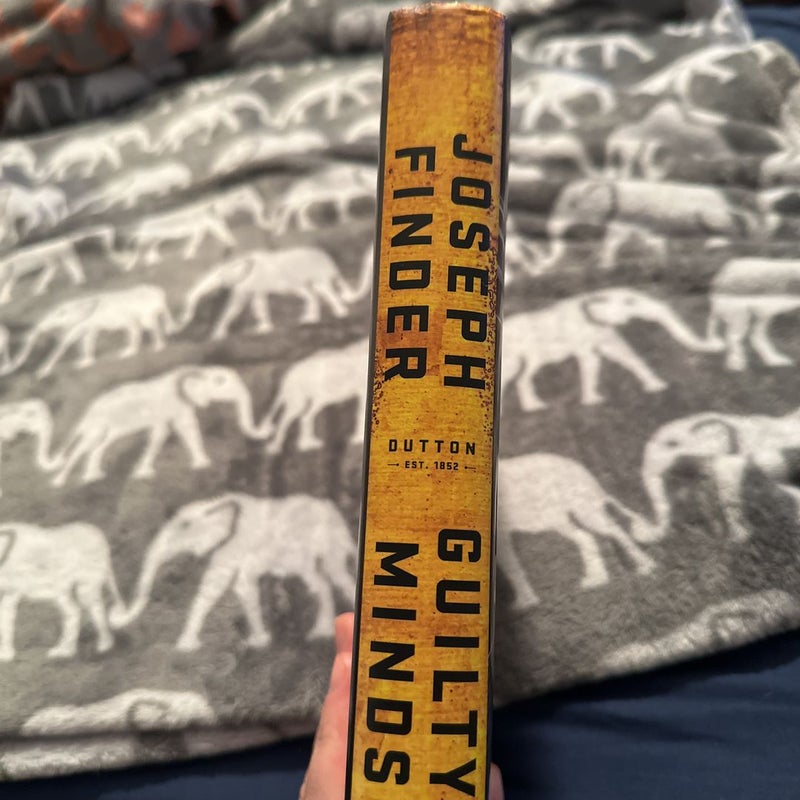 JOSEPH
FINDER
DUTTON
EST. 1852
GUILTY
MINDS